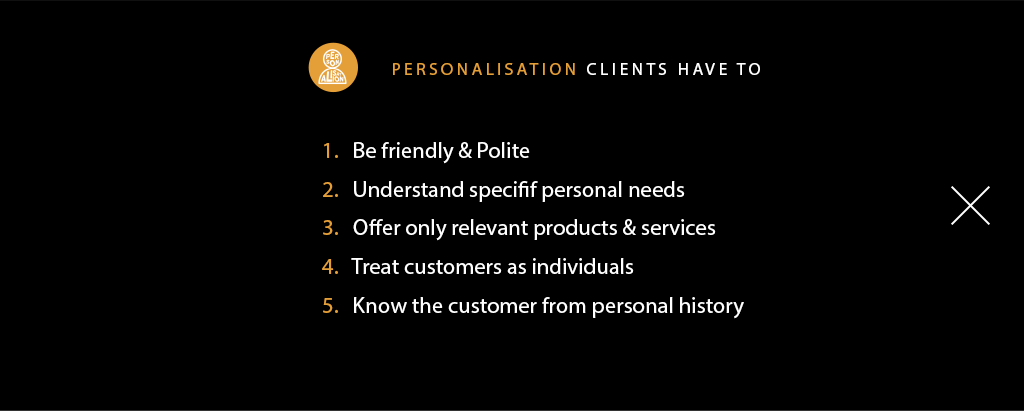 PERSONALISATION CLIENTS HAVE TO
1. Be friendly & Polite
2. Understand specifif personal needs
3. Offer only relevant products & services
4. Treat customers as individuals
5. Know the customer from personal history